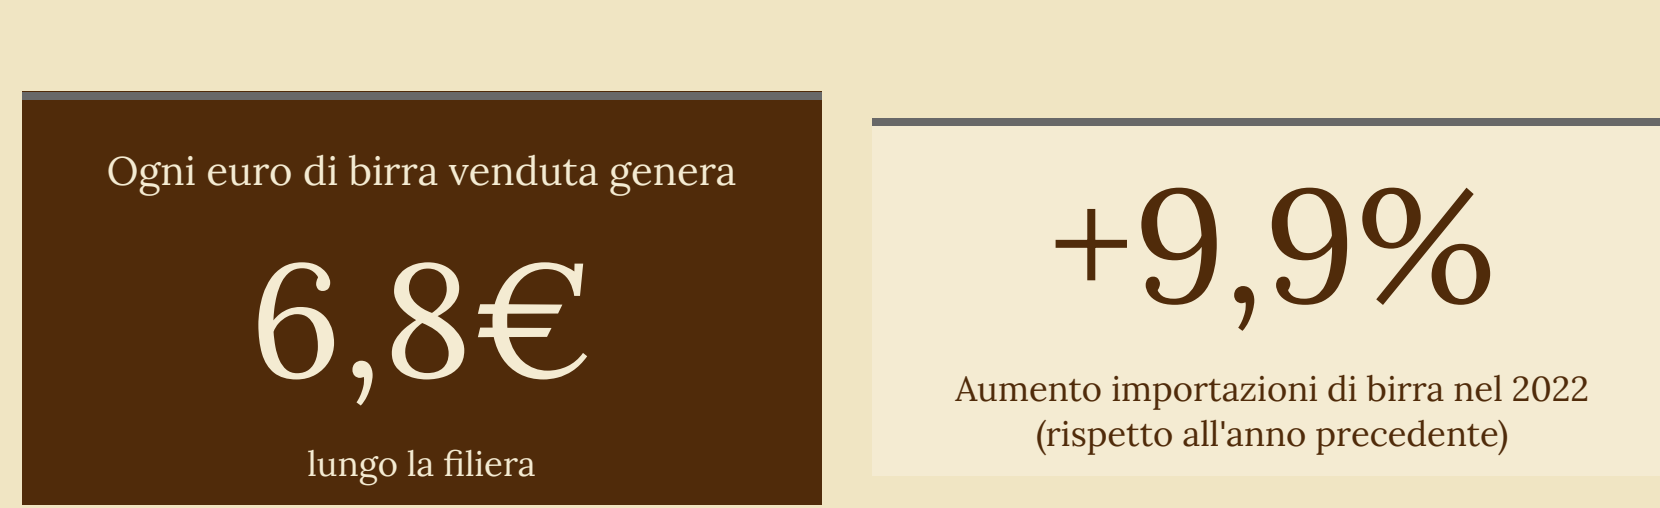 Ogni euro di birra venduta genera
6,8€
lungo la filiera
+9,9%
Aumento importazioni di birra nel 2022
(rispetto all'anno precedente)